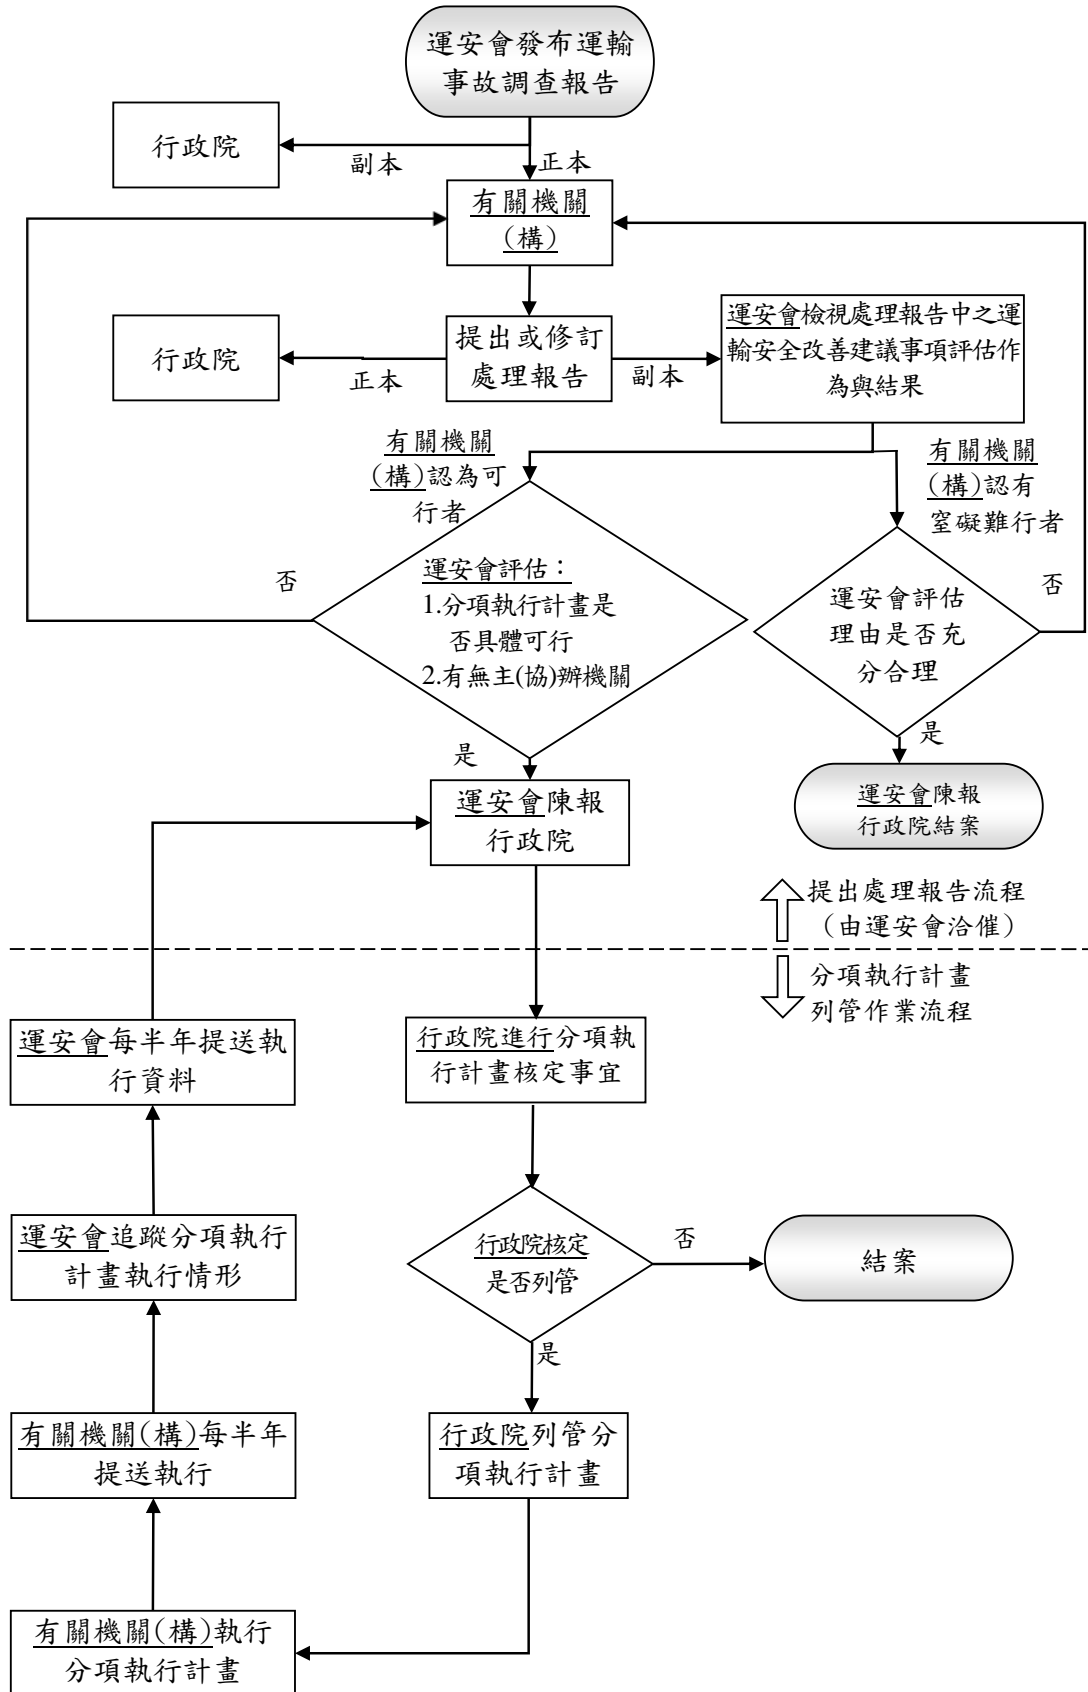 運安會發布運輸
事故調查報告
行政院
副本
正本
有關機關
(構)
行政院
正本
提出或修訂
處理報告
副本
運安會檢視處理報告中之運
輸安全改善建議事項評估作
為與結果
有關機關
(構)認為可
行者
有關機關
(構)認有
窒礙難行者
否
運安會評估：
1.分項執行計畫是
否具體可行
2.有無主(協)辦機關
運安會評估
理由是否充
分合理
否
是
是
運安會陳報
行政院
運安會陳報
行政院結案
提出處理報告流程
（由運安會洽催）
分項執行計畫
列管作業流程
運安會每半年提送執
行資料
行政院進行分項執
行計畫核定事宜
運安會追蹤分項執行
計畫執行情形
行政院核定
是否列管
否
結案
是
有關機關(構)每半年
提送執行
行政院列管分
項執行計畫
有關機關(構)執行
分項執行計畫